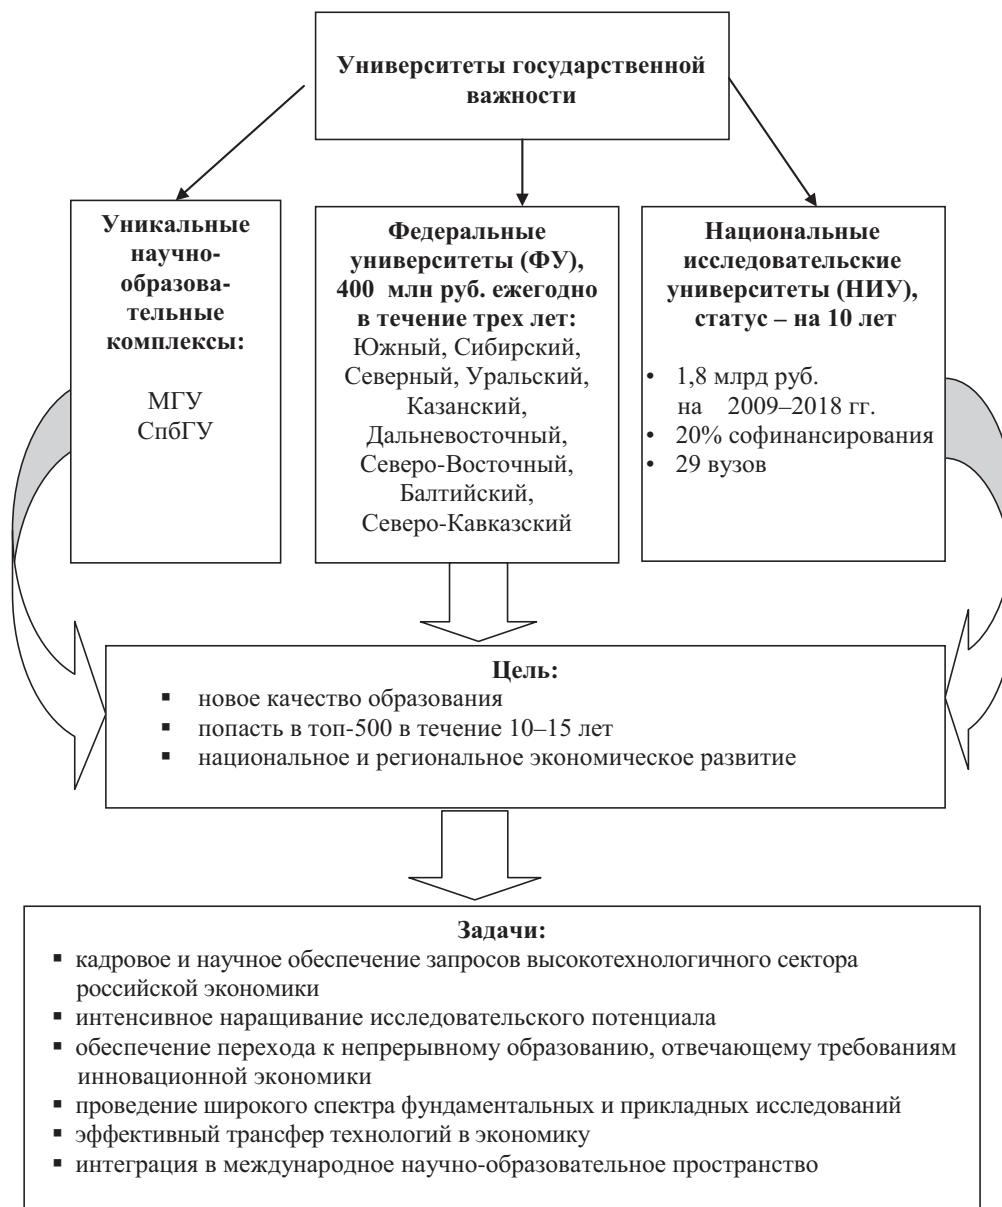 Университеты государственной
важности
Уникальные
научно-
образова-
тельные
комплексы:
МГУ
СпбГУ
Федеральные
университеты (ФУ),
400 млн руб. ежегодно
в течение трех лет:
Южный, Сибирский,
Северный, Уральский,
Казанский,
Дальневосточный,
Северо-Восточный,
Балтийский,
Северо-Кавказский
Национальные
исследовательские
университеты (НИУ),
статус – на 10 лет
• 1,8 млрд руб.
на 2009–2018 гг.
• 20% софинансирования
• 29 вузов
Цель:
▪ новое качество образования
▪ попасть в топ-500 в течение 10–15 лет
▪ национальное и региональное экономическое развитие
Задачи:
▪ кадровое и научное обеспечение запросов высокотехнологичного сектора
российской экономики
▪ интенсивное наращивание исследовательского потенциала
▪ обеспечение перехода к непрерывному образованию, отвечающему требованиям
инновационной экономики
▪ проведение широкого спектра фундаментальных и прикладных исследований
▪ эффективный трансфер технологий в экономику
▪ интеграция в международное научно-образовательное пространство